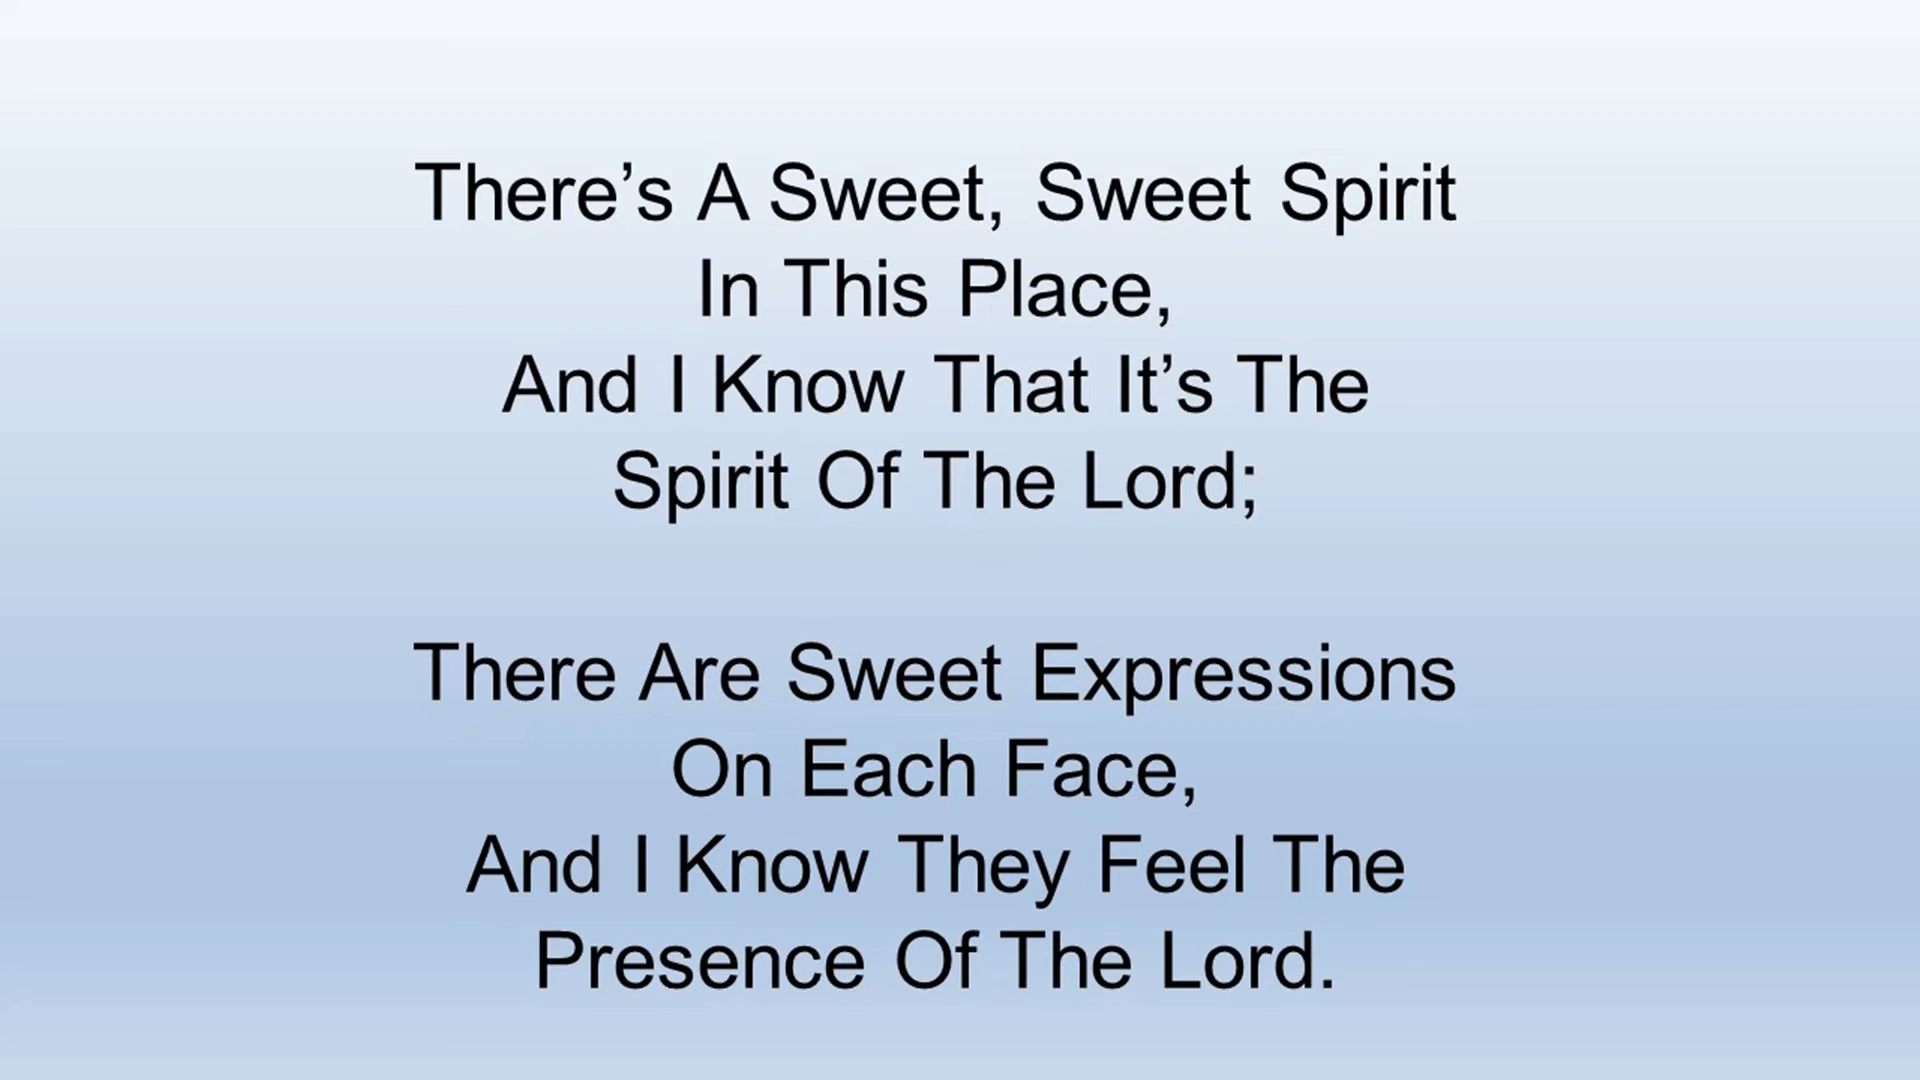 There’s A Sweet, Sweet Spirit
In This Place,
And I Know That It’s The
Spirit Of The Lord;
There Are Sweet Expressions
On Each Face,
And I Know They Feel The
Presence Of The Lord.